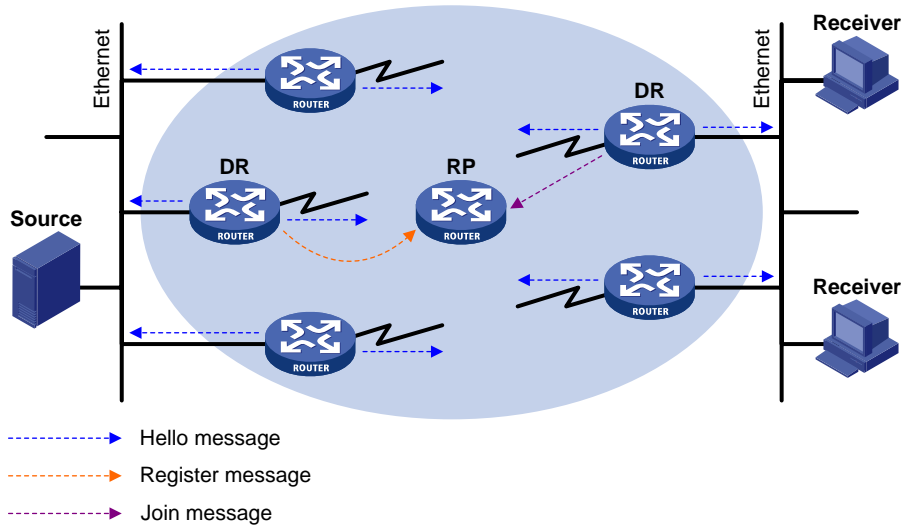 Ethernet
ROUTER
Ethernet
Receiver
DR
ROUTER
DR
ROUTER
RP
ROUTER
Source
ROUTER
Receiver
ROUTER
Hello message
Register message
Join message